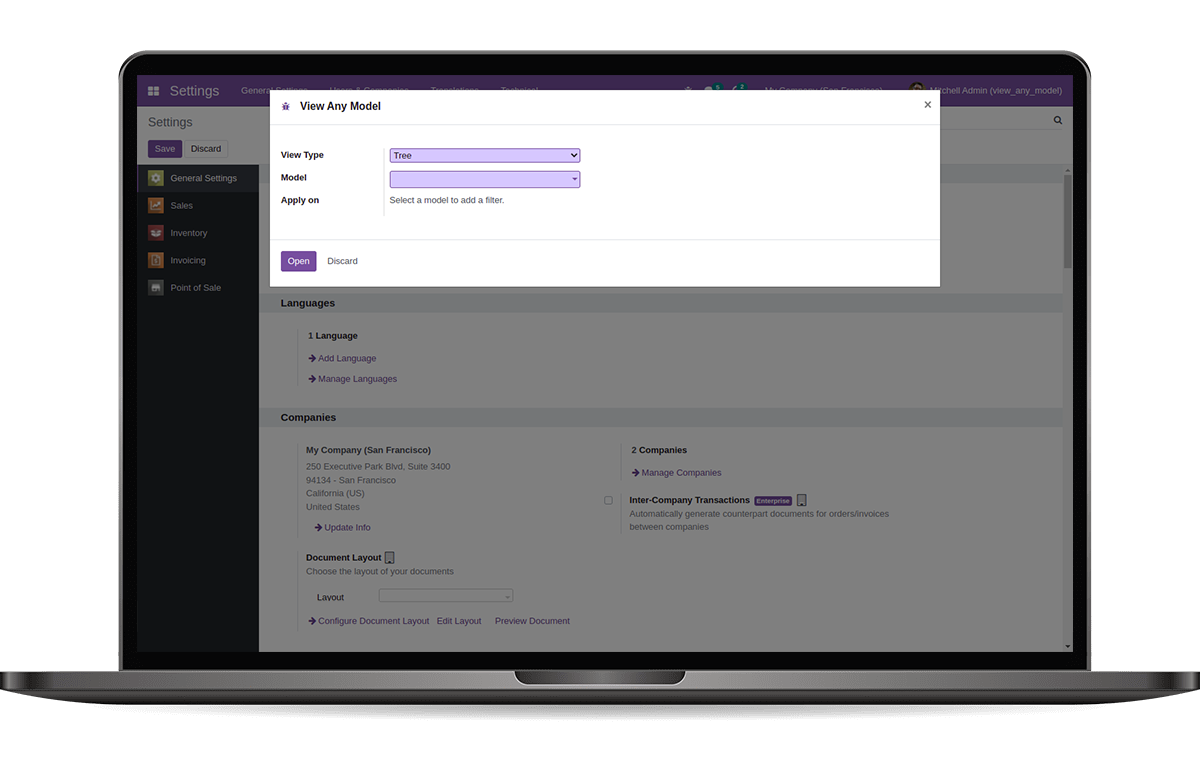 Settings General Settings Users & Companies Translations Technical 5 2 My Company (San Francisco) Mitchell Admin (view_any_model)
View Any Model ×
Settings
Save Discard
View Type Tree
Model
Apply on Select a model to add a filter.
Open Discard
General Settings
Sales
Inventory
Invoicing
Point of Sale
Languages
1 Language
Add Language
Manage Languages
Companies
My Company (San Francisco)
250 Executive Park Blvd, Suite 3400
94134 - San Francisco
California (US)
United States
Update Info
2 Companies
Manage Companies
Inter-Company Transactions Enterprise
Automatically generate counterpart documents for orders/invoices
between companies
Document Layout
Choose the layout of your documents
Layout
Configure Document Layout Edit Layout Preview Document